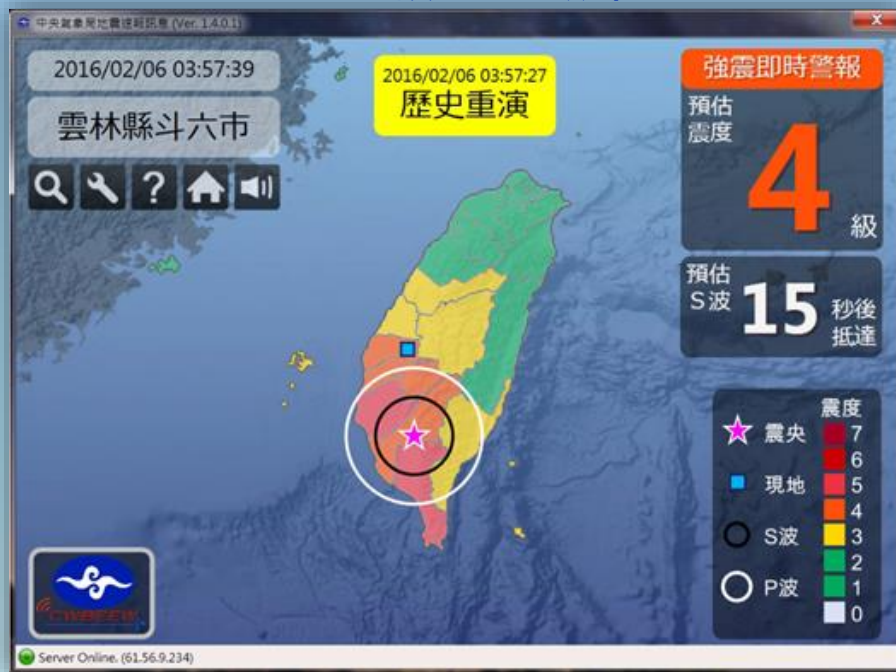 中央氣象局地震速報訊息 (Ver. 1.4.0.1)
2016/02/06 03:57:39
雲林縣斗六市
2016/02/06 03:57:27
歷史重演
強震即時警報
預估
震度
4
級
預估
S波
15
秒後
抵達
震度
震央
現地
S波
P波
7
6
5
4
3
2
1
0
CWBEEW
Server Online. (61.56.9.234)